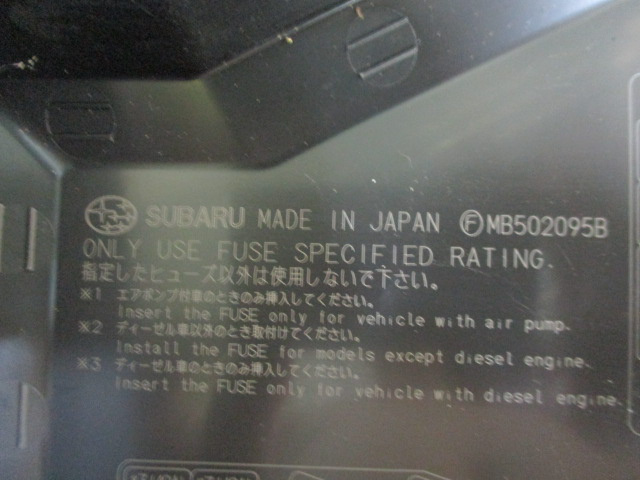 SUBARU MADE IN JAPAN ⒻMB502095B
ONLY USE FUSE SPECIFIED RATING.
指定したヒューズ以外は使用しないで下さい。
※1 エアポンプ付車のときのみ挿入してください。
Insert the FUSE only for vehicle with air pump.
※2 ディーゼル車以外のとき取付けてください。
Install the FUSE for models except diesel engine.
※3 ディーゼル車のときのみ挿入してください。
Insert the FUSE only for vehicle with diesel engine.